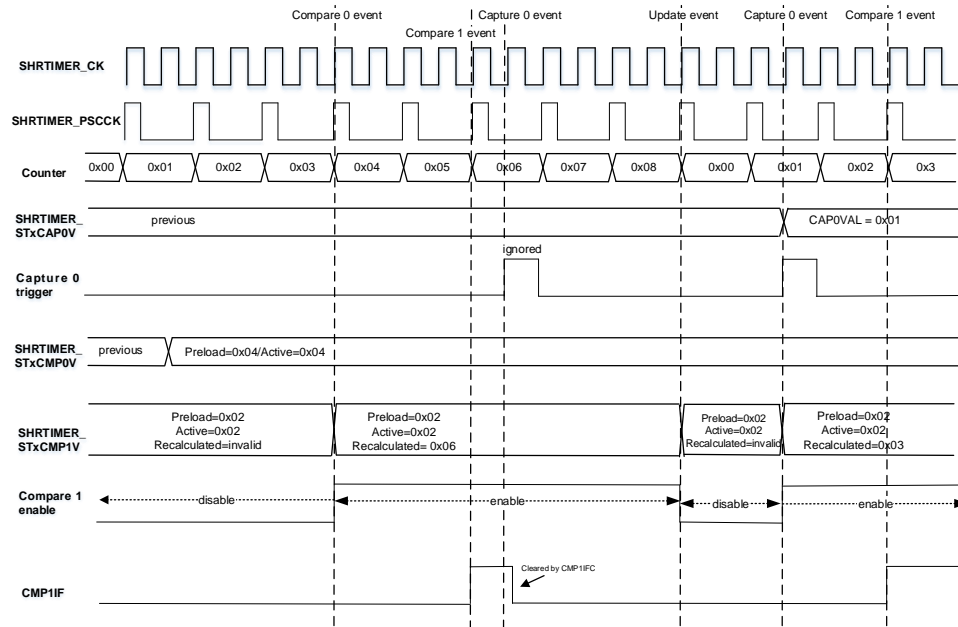 Compare 0 event Capture 0 event Update event Capture 0 event Compare 1 event
Compare 1 event
SHRTIMER_CK
SHRTIMER_PSCCK
Counter 0x00 0x01 0x02 0x03 0x04 0x05 0x06 0x07 0x08 0x00 0x01 0x02 0x3
SHRTIMER_
STxCAP0V
previous CAP0VAL = 0x01
ignored
Capture 0
trigger
SHRTIMER_
STxCMP0V
previous Preload=0x04/Active=0x04
SHRTIMER_
STxCMP1V
Preload=0x02
Active=0x02
Recalculated=invalid
Preload=0x02
Active=0x02
Recalculated= 0x06
Preload=0x02
Active=0x02
Recalculated=invalid
Preload=0x02
Active=0x02
Recalculated=0x03
Compare 1
enable
disable enable disable enable
Cleared by CMP1IFC
CMP1IF